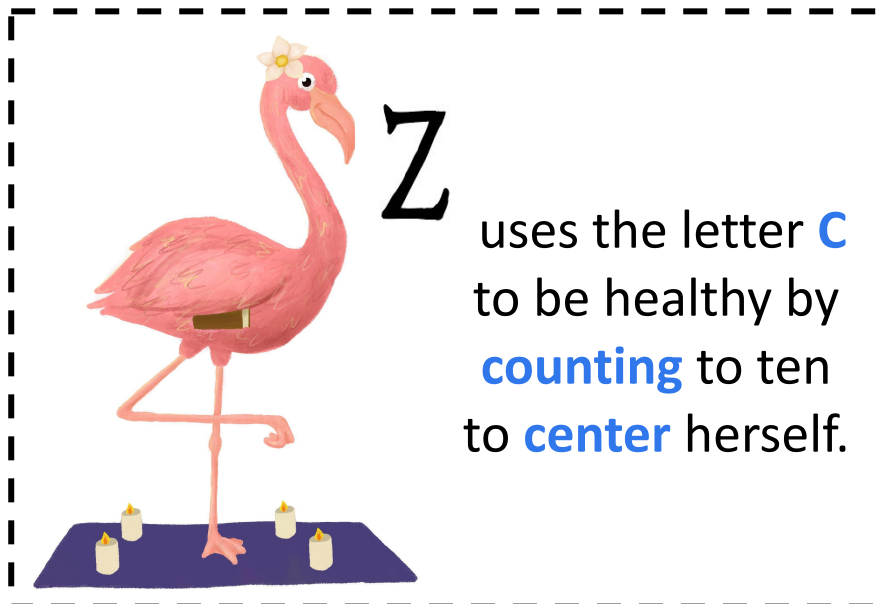 Z
uses the letter C
to be healthy by
counting to ten
to center herself.